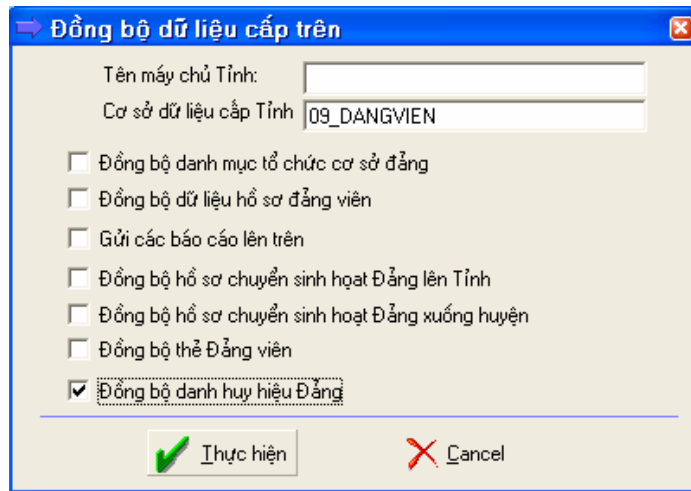 Đồng bộ dữ liệu cấp trên
Tên máy chủ Tỉnh:
Cơ sở dữ liệu cấp Tỉnh 09_DANGVIEN
Đồng bộ danh mục tổ chức cơ sở đảng
Đồng bộ dữ liệu hồ sơ đảng viên
Gửi các báo cáo lên trên
Đồng bộ hồ sơ chuyển sinh họat Đảng lên Tỉnh
Đồng bộ hồ sơ chuyển sinh hoạt Đảng xuống huyện
Đồng bộ thẻ Đảng viên
Đồng bộ danh huy hiệu Đảng
Thực hiện Cancel